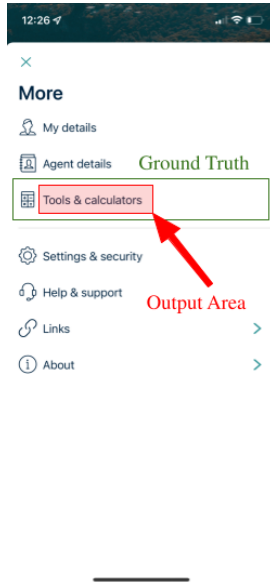 12:26
More
My details
Agent details
Ground Truth
Tools & calculators
Settings & security
Help & support
Output Area
Links
About